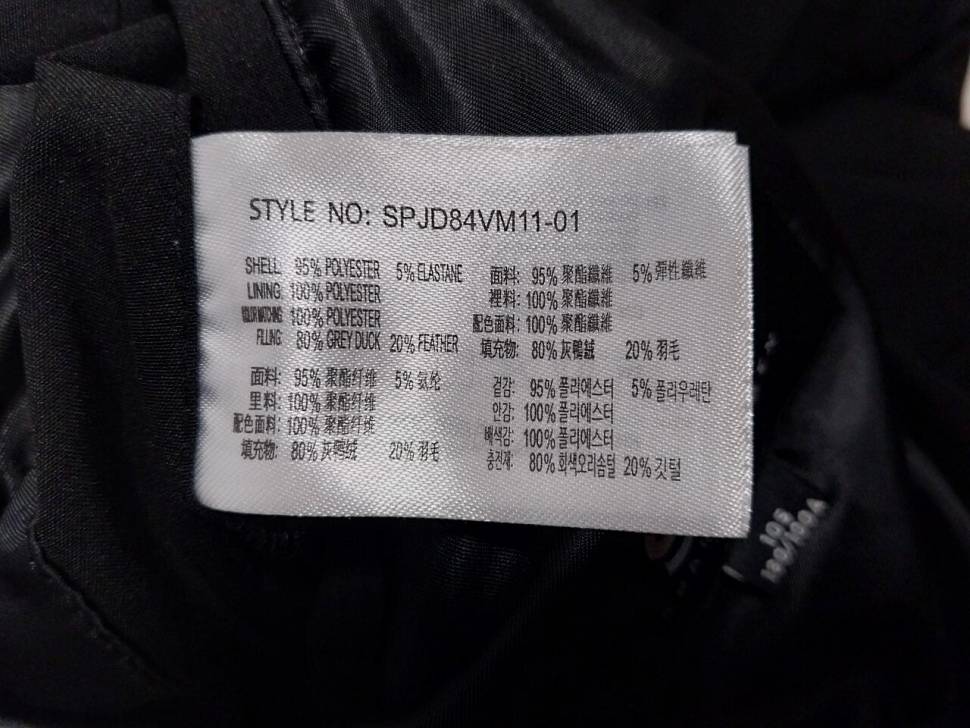 STYLE NO: SPJD84VM11-01
SHELL: 95% POLYESTER 5% ELASTANE
LINING: 100% POLYESTER
COLOUR MATCHING: 100% POLYESTER
FILLING: 80% GREY DUCK 20% FEATHER
面料: 95% 聚酯纖維 5% 彈性纖維
裡料: 100% 聚酯纖維
配色面料: 100% 聚酯纖維
填充物: 80% 灰鴨絨 20% 羽毛
面料: 95% 聚酯纤维 5% 氨纶
里料: 100% 聚酯纤维
配色面料: 100% 聚酯纤维
填充物: 80% 灰鸭绒 20% 羽毛
겉감: 95% 폴리에스터 5% 폴리우레탄
안감: 100% 폴리에스터
배색감: 100% 폴리에스터
충전재: 80% 회색오리솜털 20% 깃털
105
190/100A